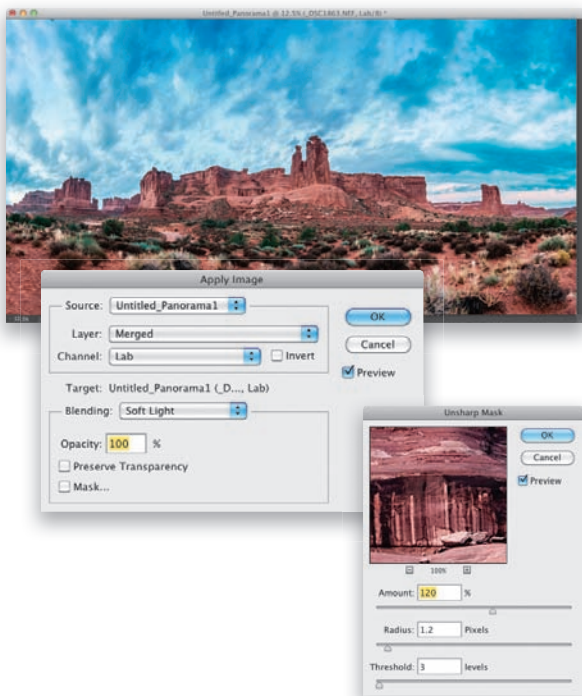 Untitled_Panorama1 @ 12.5% (_DSC1863.NEF, Lab/8) *
Apply Image
Source: Untitled_Panorama1
OK
Layer: Merged
Cancel
Channel: Lab
Invert
Preview
Target: Untitled_Panorama1 (_D..., Lab)
Blending: Soft Light
Opacity: 100 %
Preserve Transparency
Mask...
Unsharp Mask
OK
Cancel
Preview
100%
Amount: 120 %
Radius: 1.2 Pixels
Threshold: 3 levels